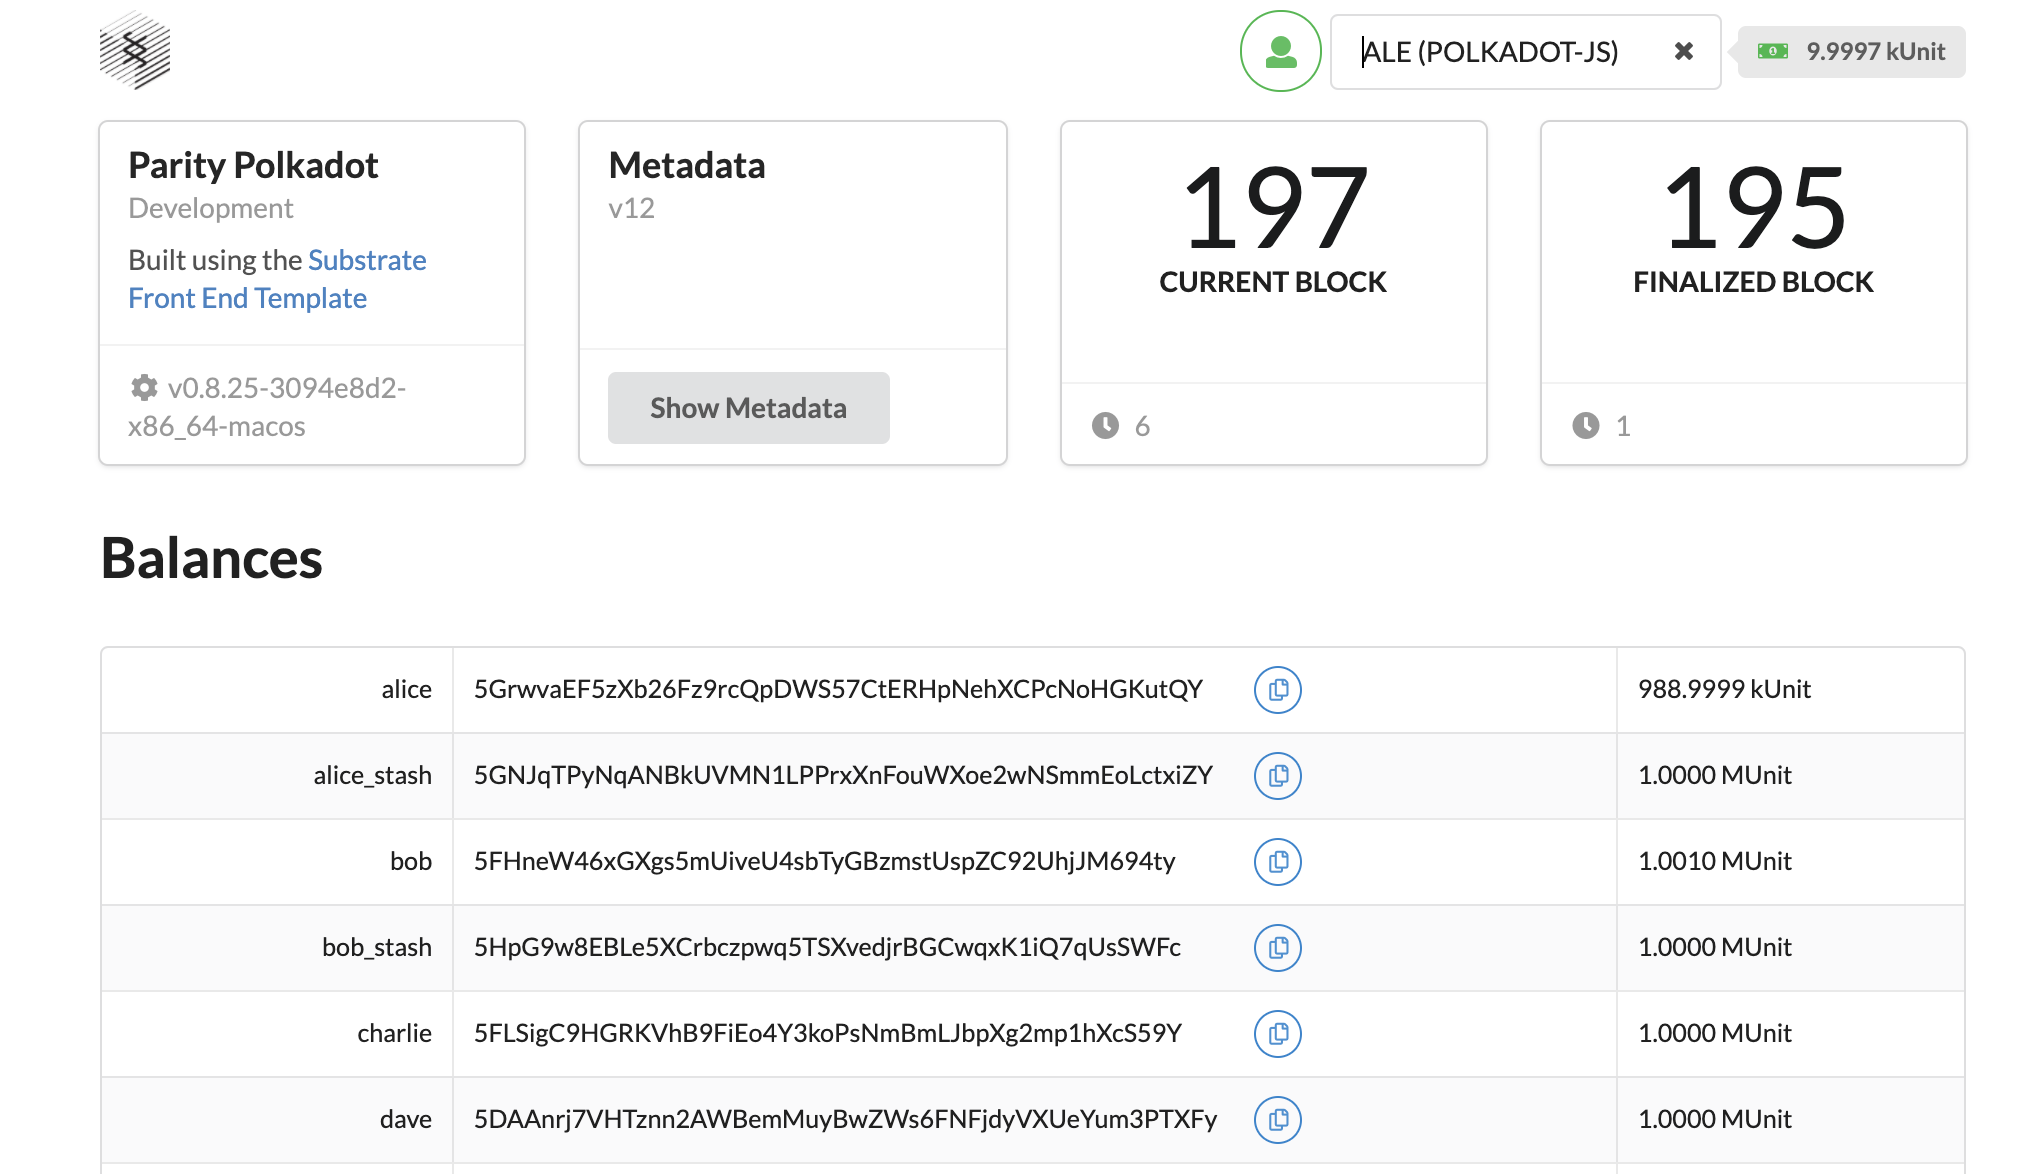 ALE (POLKADOT-JS)
9.9997 kUnit
Parity Polkadot
Development
Built using the Substrate
Front End Template
v0.8.25-3094e8d2-
x86_64-macos
Metadata
v12
Show Metadata
197
CURRENT BLOCK
6
195
FINALIZED BLOCK
1
Balances
alice 5GrwvaEF5zXb26Fz9rcQpDWS57CtERHpNehXCPcNoHGKutQY 988.9999 kUnit
alice_stash 5GNJqTPyNqANBkUVMN1LPPrxXnFouWXoe2wNSmmEoLctxiZY 1.0000 MUnit
bob 5FHneW46xGXgs5mUiveU4sbTyGBzmstUspZC92UhjJM694ty 1.0010 MUnit
bob_stash 5HpG9w8EBLe5XCrbczpwq5TSXvedjrBGCwqxK1iQ7qUsSWFc 1.0000 MUnit
charlie 5FLSigC9HGRKVhB9FiEo4Y3koPsNmBmLJbpXg2mp1hXcS59Y 1.0000 MUnit
dave 5DAAnrj7VHTznn2AWBemMuyBwZWs6FNFjdyVXUeYum3PTXFy 1.0000 MUnit